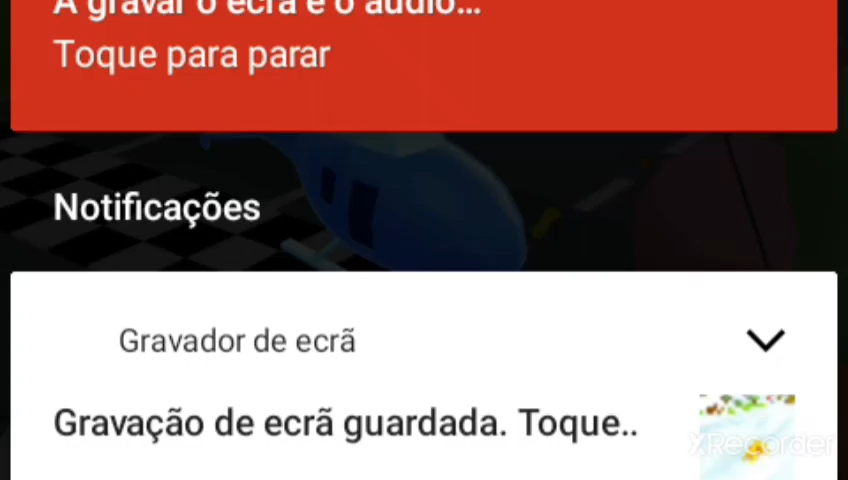 A gravar o ecrã e o áudio...
Toque para parar
Notificações
Gravador de ecrã
Gravação de ecrã guardada. Toque..
XRecorder